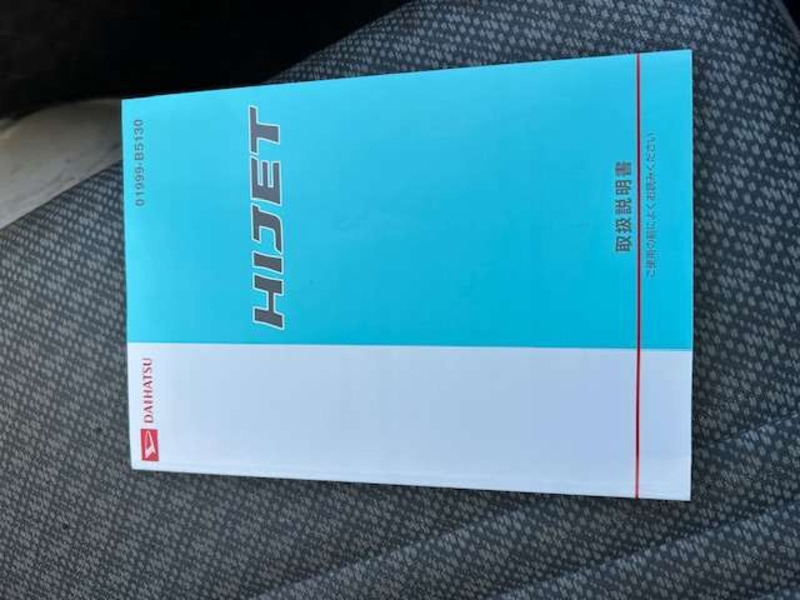 DAIHATSU
01999-B5130
HIJET
取扱説明書
ご使用の前によくお読みください